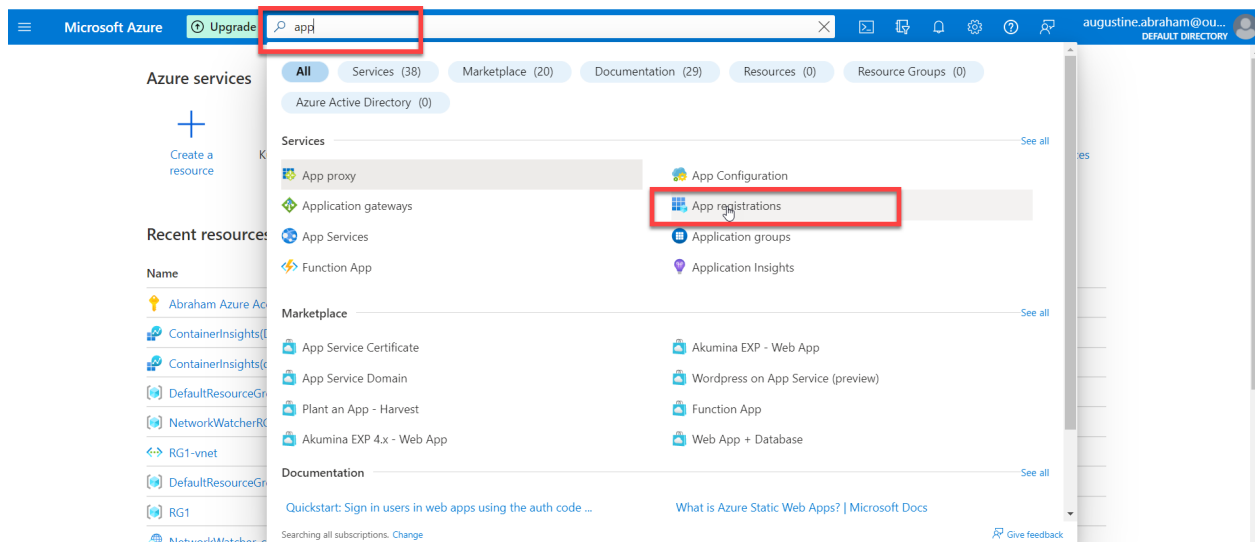 Microsoft Azure
Upgrade
app
augustine.abraham@ou...
DEFAULT DIRECTORY
All
Services (38)
Marketplace (20)
Documentation (29)
Resources (0)
Resource Groups (0)
Azure Active Directory (0)
Azure services
Create a
resource
K
es
Services
See all
App proxy
App Configuration
Application gateways
App registrations
App Services
Application groups
Function App
Application Insights
Recent resources
Name
Abraham Azure Ac
ContainerInsights(
ContainerInsights(
DefaultResourceGr
NetworkWatcherR
RG1-vnet
DefaultResourceGr
RG1
Marketplace
See all
App Service Certificate
Akumina EXP - Web App
App Service Domain
Wordpress on App Service (preview)
Plant an App - Harvest
Function App
Akumina EXP 4.x - Web App
Web App + Database
Documentation
See all
Quickstart: Sign in users in web apps using the auth code ...
What is Azure Static Web Apps? | Microsoft Docs
Searching all subscriptions. Change
Give feedback